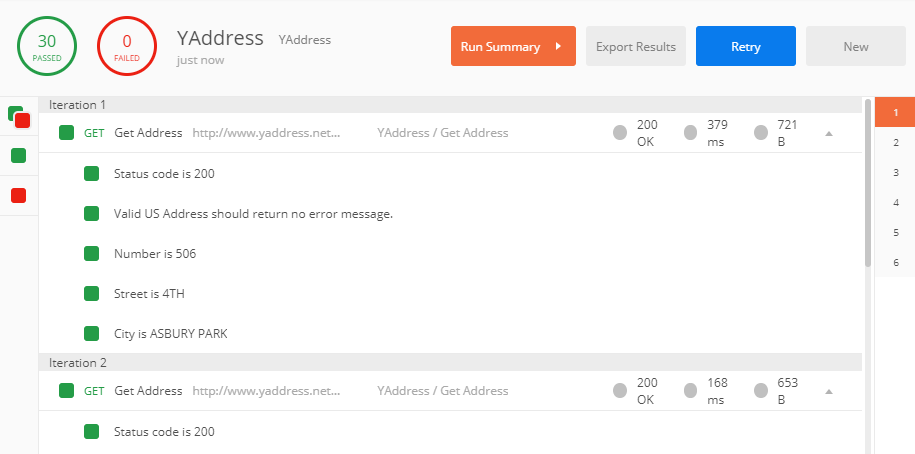 30
PASSED
0
FAILED
YAddress YAddress
just now
Run Summary
Export Results
Retry
New
Iteration 1
GET Get Address http://www.yaddress.net... YAddress / Get Address 200 OK 379 ms 721 B
Status code is 200
Valid US Address should return no error message.
Number is 506
Street is 4TH
City is ASBURY PARK
Iteration 2
GET Get Address http://www.yaddress.net... YAddress / Get Address 200 OK 168 ms 653 B
Status code is 200
1
2
3
4
5
6